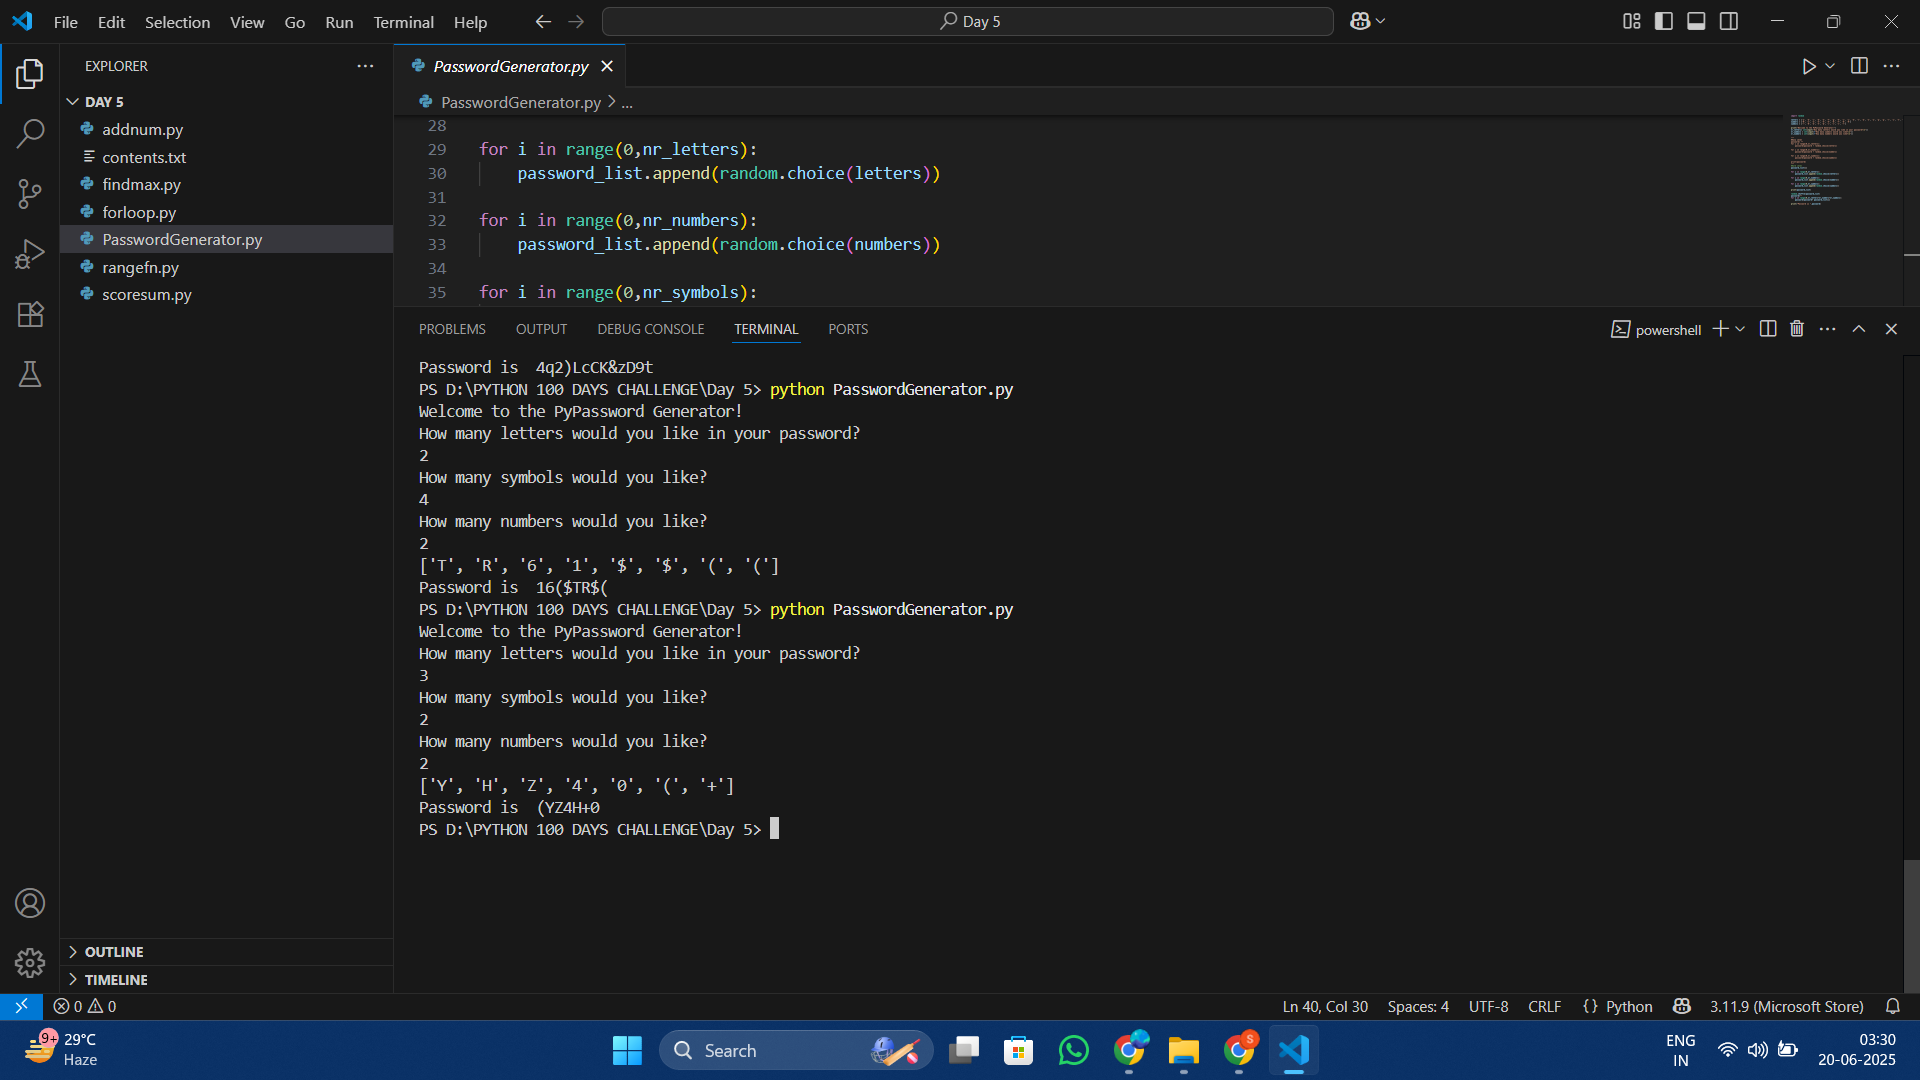 File Edit Selection View Go Run Terminal Help
Day 5
EXPLORER
DAY 5
addnum.py
contents.txt
findmax.py
forloop.py
PasswordGenerator.py
rangefn.py
scoresum.py
OUTLINE
TIMELINE
PasswordGenerator.py
PasswordGenerator.py > ...
28
29 for i in range(0,nr_letters):
30 password_list.append(random.choice(letters))
31
32 for i in range(0,nr_numbers):
33 password_list.append(random.choice(numbers))
34
35 for i in range(0,nr_symbols):
PROBLEMS OUTPUT DEBUG CONSOLE TERMINAL PORTS
powershell
Password is  4q2)LcCK&zD9t
PS D:\PYTHON 100 DAYS CHALLENGE\Day 5> python PasswordGenerator.py
Welcome to the PyPassword Generator!
How many letters would you like in your password?
2
How many symbols would you like?
4
How many numbers would you like?
2
['T', 'R', '6', '1', '$', '$', '(', '(']
Password is  16($TR$(
PS D:\PYTHON 100 DAYS CHALLENGE\Day 5> python PasswordGenerator.py
Welcome to the PyPassword Generator!
How many letters would you like in your password?
3
How many symbols would you like?
2
How many numbers would you like?
2
['Y', 'H', 'Z', '4', '0', '(', '+']
Password is  (YZ4H+0
PS D:\PYTHON 100 DAYS CHALLENGE\Day 5>
0 0
Ln 40, Col 30 Spaces: 4 UTF-8 CRLF {} Python 3.11.9 (Microsoft Store)
9+ 29°C
Haze
Search
S
ENG
IN
03:30
20-06-2025